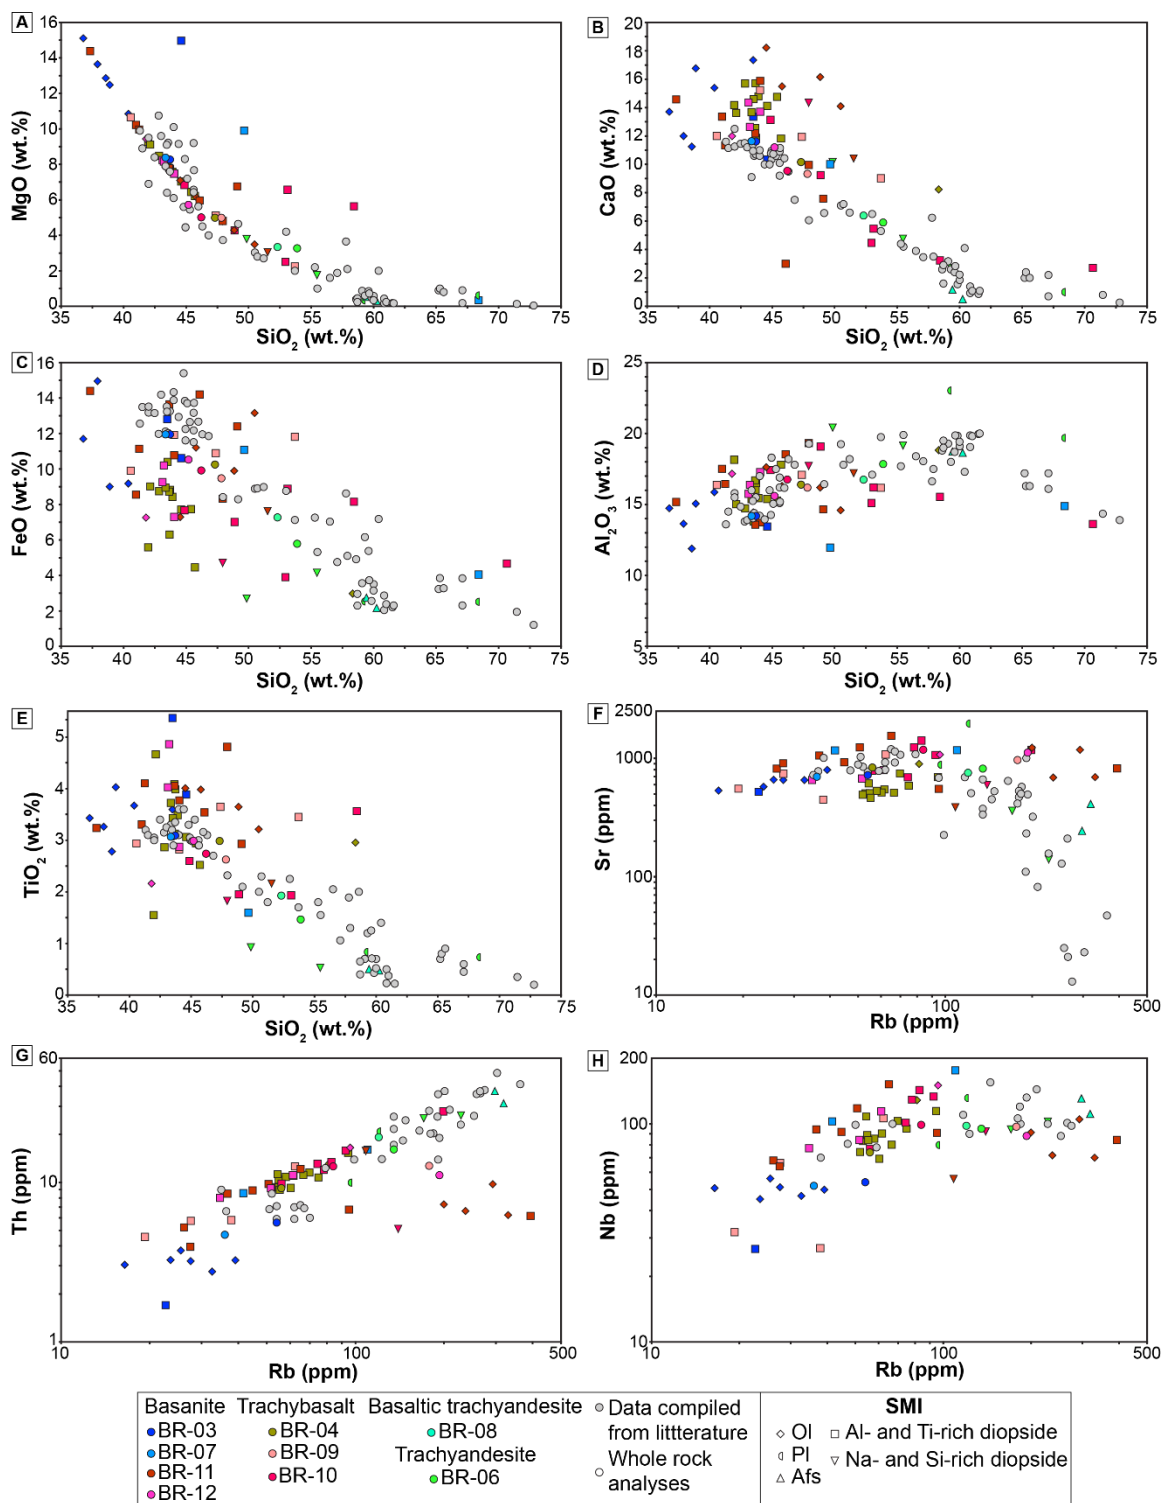 A
MgO (wt.%)
16
14
12
10
8
6
4
2
0
35 40 45 50 55 60 65 70 75
SiO2 (wt.%)
B
CaO (wt.%)
20
18
16
14
12
10
8
6
4
2
0
35 40 45 50 55 60 65 70 75
SiO2 (wt.%)
C
FeO (wt.%)
16
14
12
10
8
6
4
2
0
35 40 45 50 55 60 65 70 75
SiO2 (wt.%)
D
Al2O3 (wt.%)
25
20
15
10
5
35 40 45 50 55 60 65 70 75
SiO2 (wt.%)
E
TiO2 (wt.%)
5
4
3
2
1
0
35 40 45 50 55 60 65 70 75
SiO2 (wt.%)
F
Sr (ppm)
2500
1000
100
10
10 100 500
Rb (ppm)
G
Th (ppm)
60
10
1
10 100 500
Rb (ppm)
H
Nb (ppm)
200
100
10
10 100 500
Rb (ppm)
Basanite
BR-03
BR-07
BR-11
BR-12
Trachybasalt
BR-04
BR-09
BR-10
Basaltic trachyandesite
BR-08
Trachyandesite
BR-06
Data compiled
from littterature
Whole rock
analyses
SMI
Ol
Pl
Afs
Al- and Ti-rich diopside
Na- and Si-rich diopside